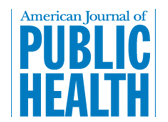 American Journal of
PUBLIC
HEALTH